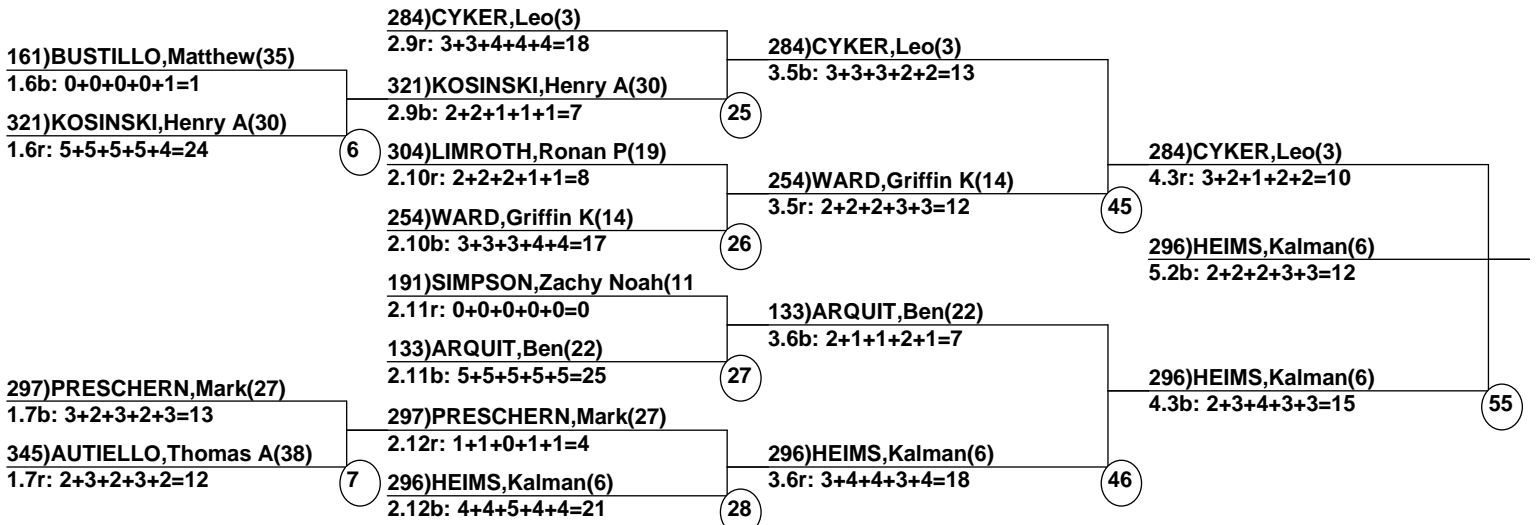 161)BUSTILLO,Matthew(35)
1.6b: 0+0+0+0+1=1
321)KOSINSKI,Henry A(30)
1.6r: 5+5+5+5+4=24
6
297)PRESCHERN,Mark(27)
1.7b: 3+2+3+2+3=13
345)AUTIELLO,Thomas A(38)
1.7r: 2+3+2+3+2=12
7
284)CYKER,Leo(3)
2.9r: 3+3+4+4+4=18
321)KOSINSKI,Henry A(30)
2.9b: 2+2+1+1+1=7
25
304)LIMROTH,Ronan P(19)
2.10r: 2+2+2+1+1=8
254)WARD,Griffin K(14)
2.10b: 3+3+3+4+4=17
26
191)SIMPSON,Zachy Noah(11
2.11r: 0+0+0+0+0=0
133)ARQUIT,Ben(22)
2.11b: 5+5+5+5+5=25
27
297)PRESCHERN,Mark(27)
2.12r: 1+1+0+1+1=4
296)HEIMS,Kalman(6)
2.12b: 4+4+5+4+4=21
28
284)CYKER,Leo(3)
3.5b: 3+3+3+2+2=13
254)WARD,Griffin K(14)
3.5r: 2+2+2+3+3=12
45
133)ARQUIT,Ben(22)
3.6b: 2+1+1+2+1=7
296)HEIMS,Kalman(6)
3.6r: 3+4+4+3+4=18
46
284)CYKER,Leo(3)
4.3r: 3+2+1+2+2=10
296)HEIMS,Kalman(6)
5.2b: 2+2+2+3+3=12
296)HEIMS,Kalman(6)
4.3b: 2+3+4+3+3=15
55